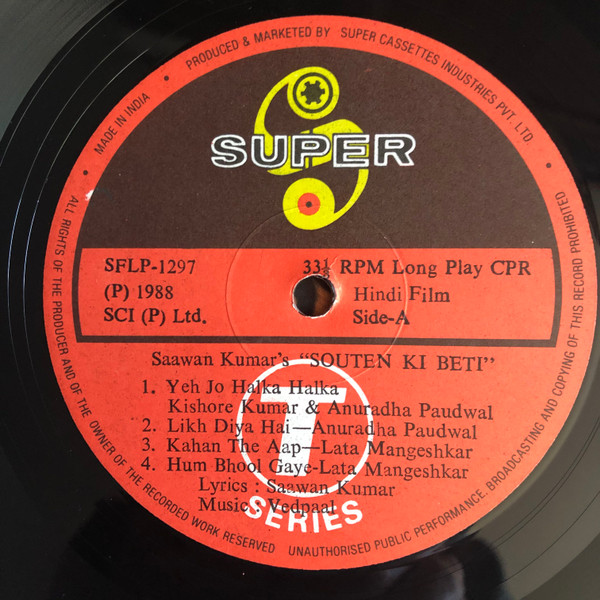 MADE IN INDIA • PRODUCED & MARKETED BY SUPER CASSETTES INDUSTRIES PVT. LTD. •
SUPER
SFLP-1297 33⅓ RPM Long Play CPR
(P) 1988 Hindi Film
SCI (P) Ltd. Side-A
Saawan Kumar's "SOUTEN KI BETI"
1. Yeh Jo Halka Halka
Kishore Kumar & Anuradha Paudwal
2. Likh Diya Hai—Anuradha Paudwal
3. Kahan The Aap—Lata Mangeshkar
4. Hum Bhool Gaye-Lata Mangeshkar
Lyrics : Saawan Kumar
Music : Vedpaal
T
SERIES
ALL RIGHTS OF THE PRODUCER AND OF THE OWNER OF THE RECORDED WORK RESERVED UNAUTHORISED PUBLIC PERFORMANCE, BROADCASTING AND COPYING OF THIS RECORD PROHIBITED